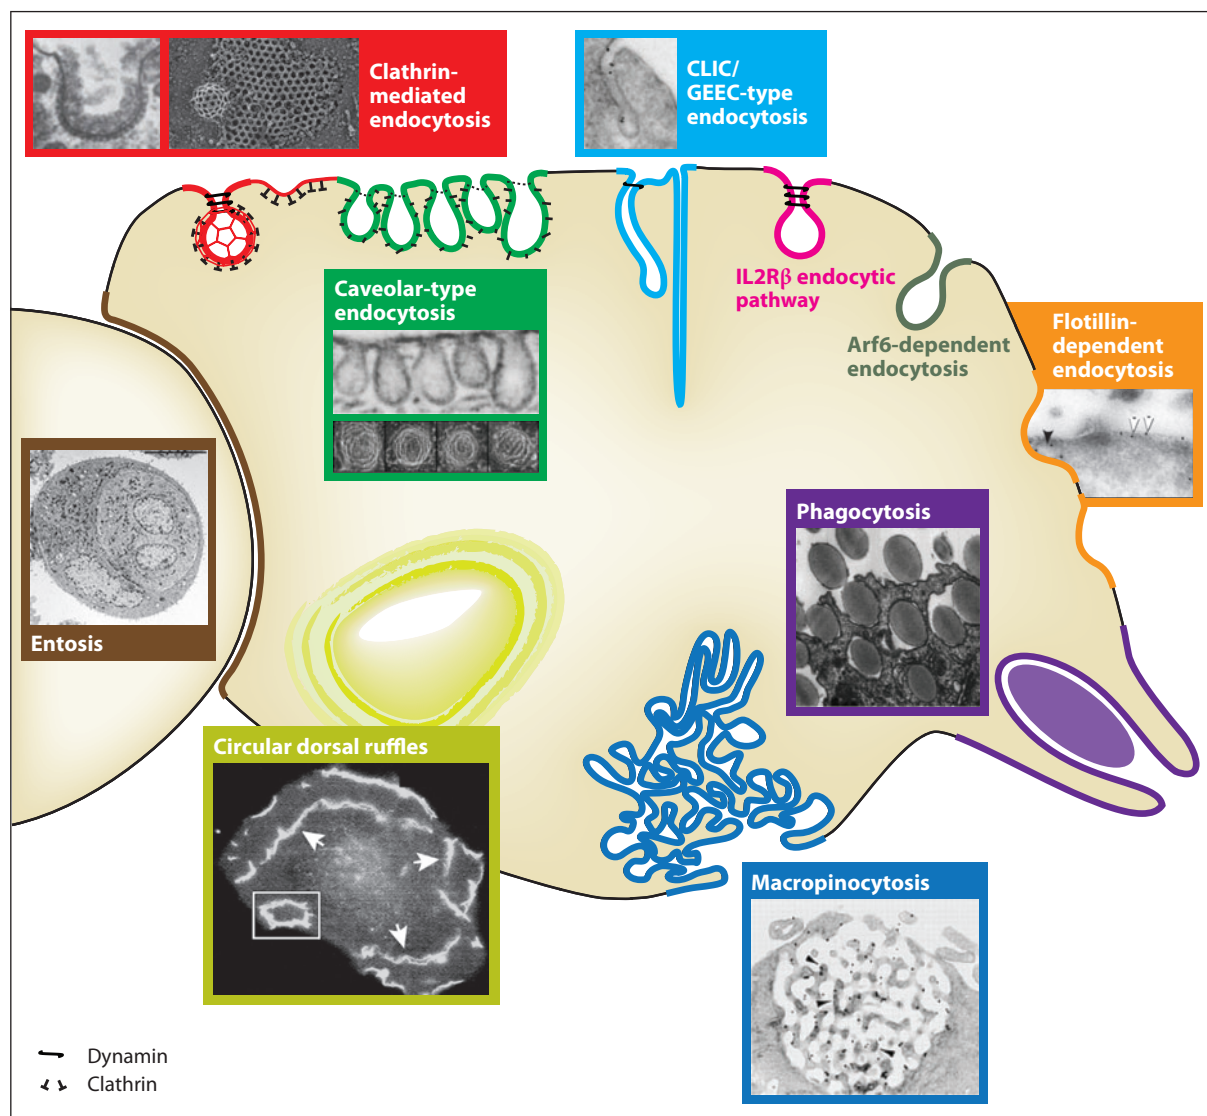 Clathrin-
mediated
endocytosis
CLIC/
GEEC-type
endocytosis
Caveolar-type
endocytosis
IL2Rβ endocytic
pathway
Arf6-dependent
endocytosis
Flotillin-
dependent
endocytosis
Entosis
Phagocytosis
Circular dorsal ruffles
Macropinocytosis
Dynamin
Clathrin